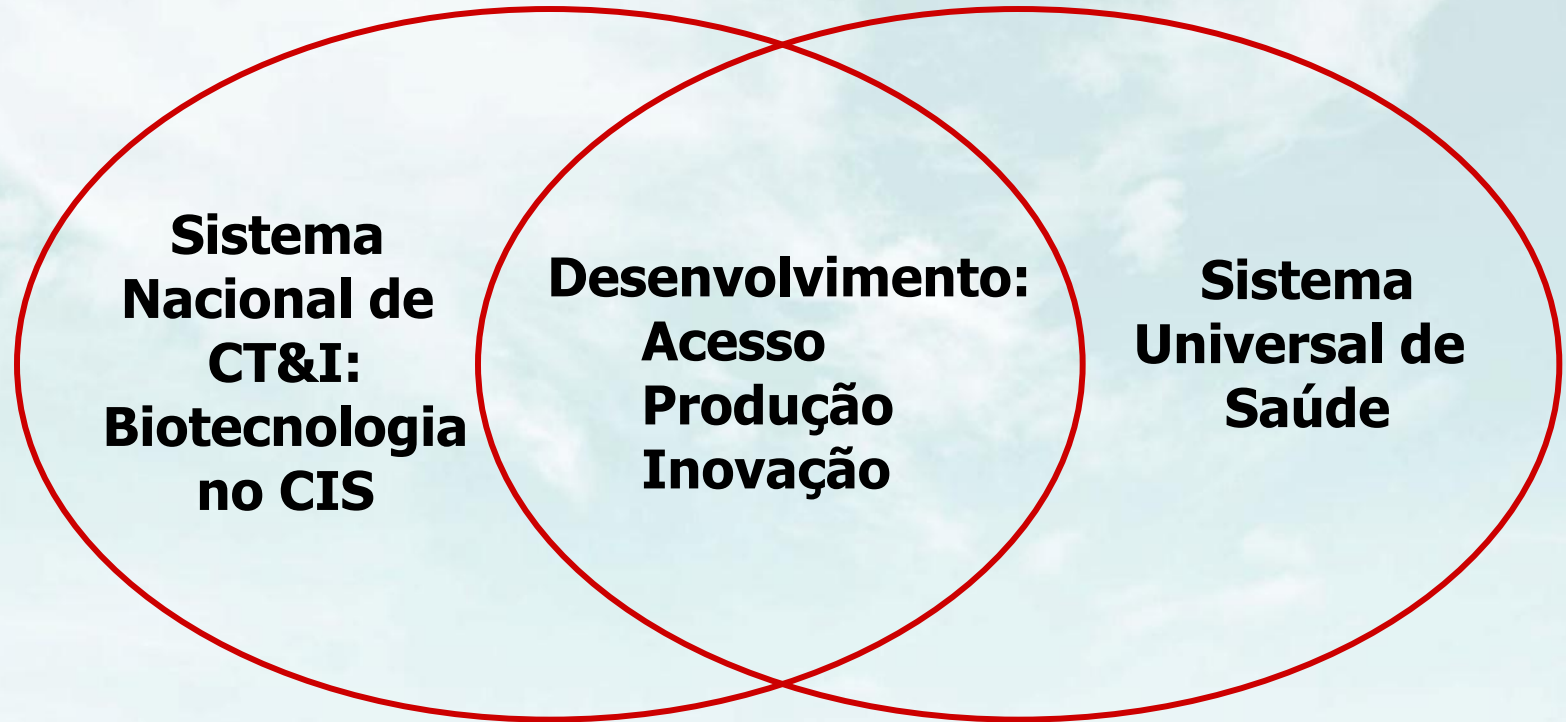 Sistema
Nacional de
CT&I:
Biotecnologia
no CIS
Desenvolvimento:
Acesso
Produção
Inovação
Sistema
Universal de
Saúde